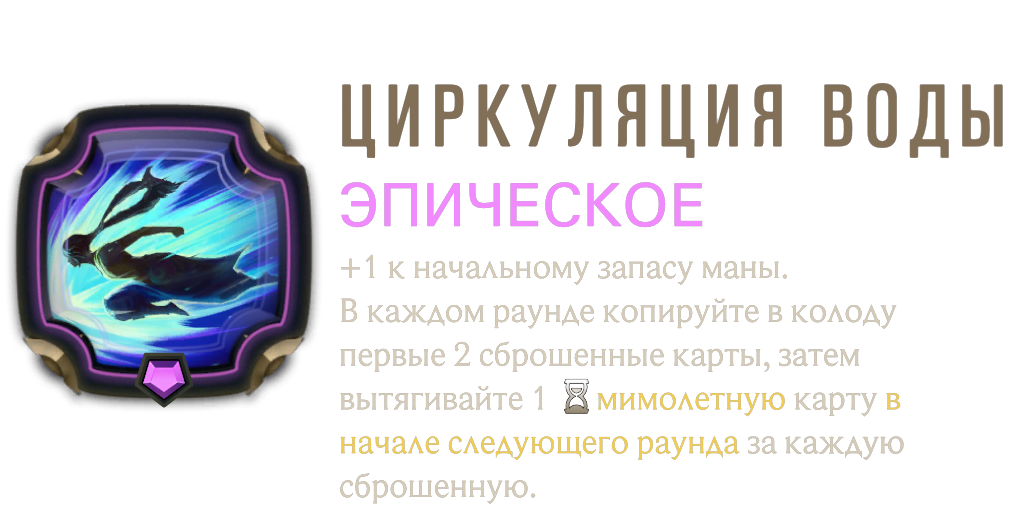 ЦИРКУЛЯЦИЯ ВОДЫ
ЭПИЧЕСКОЕ
+1 к начальному запасу маны.
В каждом раунде копируйте в колоду
первые 2 сброшенные карты, затем
вытягивайте 1 мимолетную карту в
начале следующего раунда за каждую
сброшенную.